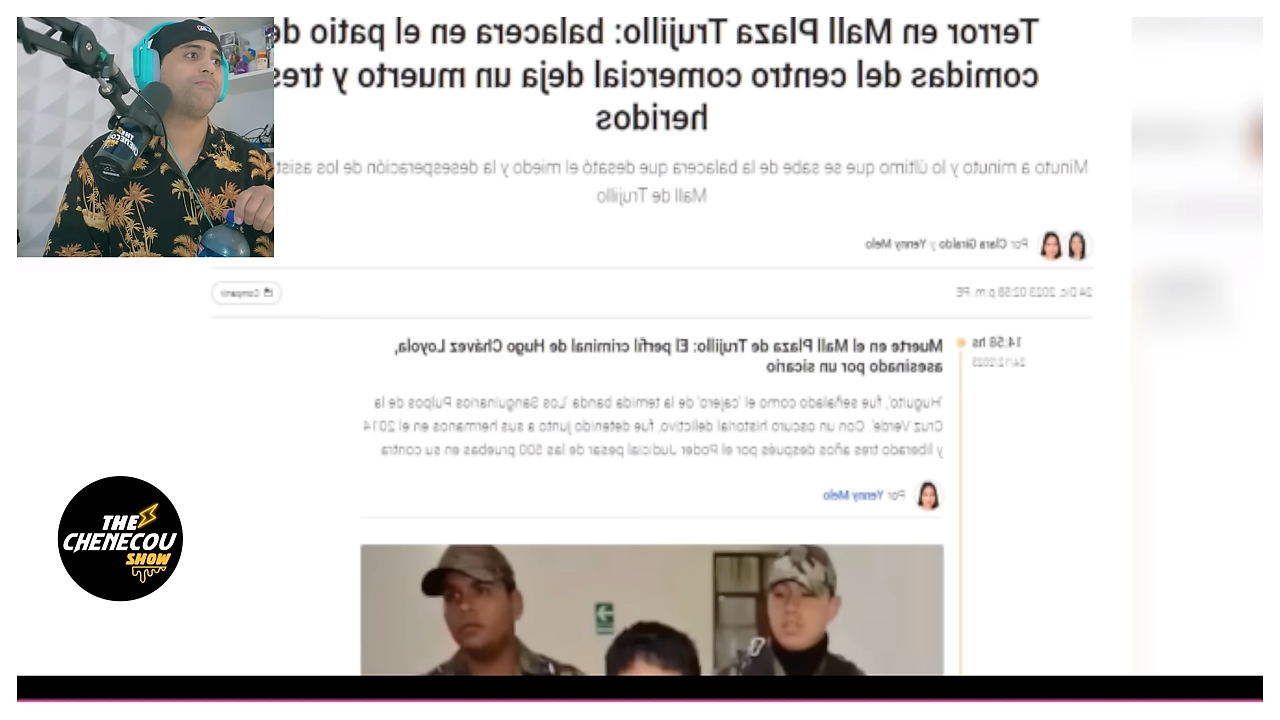 Terror en Mall Plaza Trujillo: balacera en el patio de
comidas del centro comercial deja un muerto y tres
heridos
Minuto a minuto y lo último que se sabe de la balacera que desató el miedo y la desesperación de los asist
Mall de Trujillo
Por Clara Giraldo y Yenny Melo
24 Dic, 2023 02:58 p.m. PE
Compartir
14:58 hs
24/12/2023
Muerte en el Mall Plaza de Trujillo: El perfil criminal de Hugo Chávez Loyola,
asesinado por un sicario
'Huguito', fue señalado como el 'cajero' de la temida banda 'Los Sanguinarios Pulpos de la
Cruz Verde'. Con un oscuro historial delictivo, fue detenido junto a sus hermanos en el 2014
y liberado tres años después por el Poder Judicial pesar de las 500 pruebas en su contra
Por Yenny Melo
THE
CHENECOU
SHOW
THE
CHENECOU